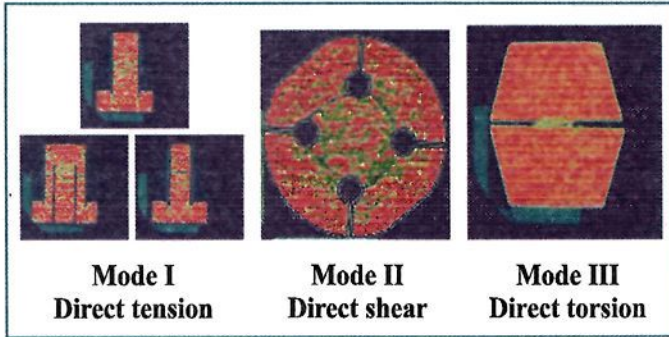 Mode I
Direct tension
Mode II
Direct shear
Mode III
Direct torsion